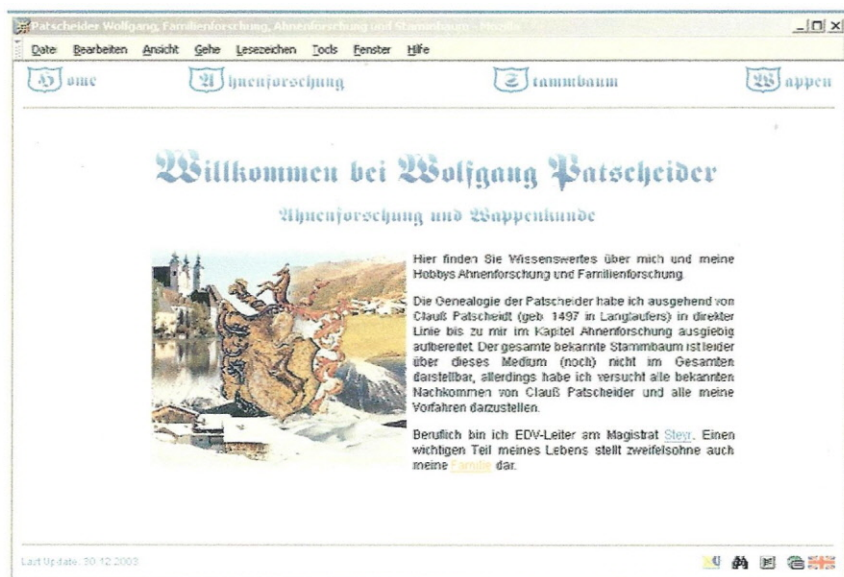 Patscheider Wolfgang, Familienforschung, Ahnenforschung und Stammbaum - Mozilla
Datei Bearbeiten Ansicht Gehe Lesezeichen Tools Fenster Hilfe
Home Ahnenforschung Stammbaum Wappen
Willkommen bei Wolfgang Patscheider
Ahnenforschung und Wappenkunde
Hier finden Sie Wissenswertes über mich und meine
Hobbys Ahnenforschung und Familienforschung.
Die Genealogie der Patscheider habe ich ausgehend von
Clauß Patscheidt (geb. 1497 in Langtaufers) in direkter
Linie bis zu mir im Kapitel Ahnenforschung ausgiebig
aufbereitet. Der gesamte bekannte Stammbaum ist leider
über dieses Medium (noch) nicht im Gesamten
darstellbar, allerdings habe ich versucht alle bekannten
Nachkommen von Clauß Patscheider und alle meine
Vorfahren darzustellen.
Beruflich bin ich EDV-Leiter am Magistrat Steyr. Einen
wichtigen Teil meines Lebens stellt zweifelsohne auch
meine Familie dar.
Last Update: 30.12.2003